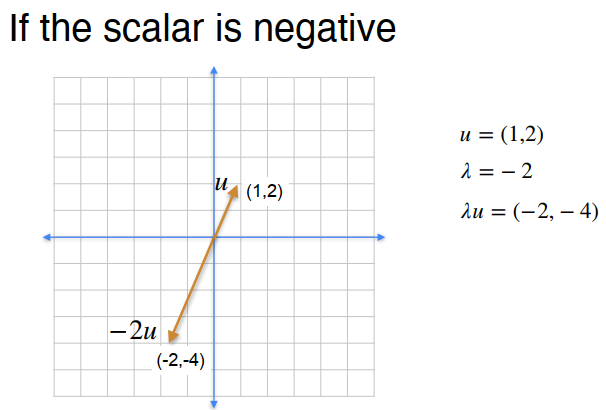 If the scalar is negative
u = (1,2)
λ = − 2
λu = (−2, − 4)
u
(1,2)
−2u
(-2,-4)